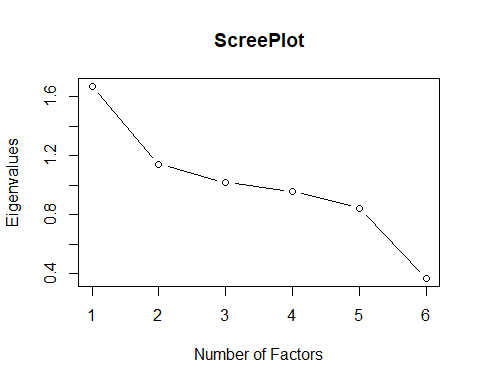 ScreePlot
Eigenvalues
1.6
1.2
0.8
0.4
1 2 3 4 5 6
Number of Factors